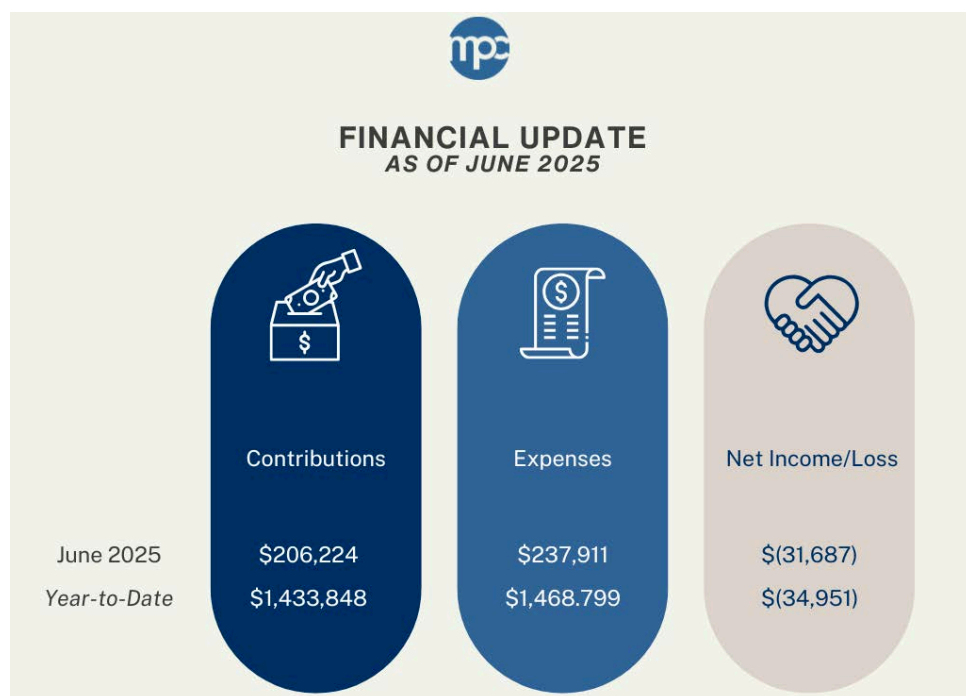 mpc
FINANCIAL UPDATE
AS OF JUNE 2025
$
$
Contributions Expenses Net Income/Loss
June 2025 $206,224 $237,911 $(31,687)
Year-to-Date $1,433,848 $1,468.799 $(34,951)